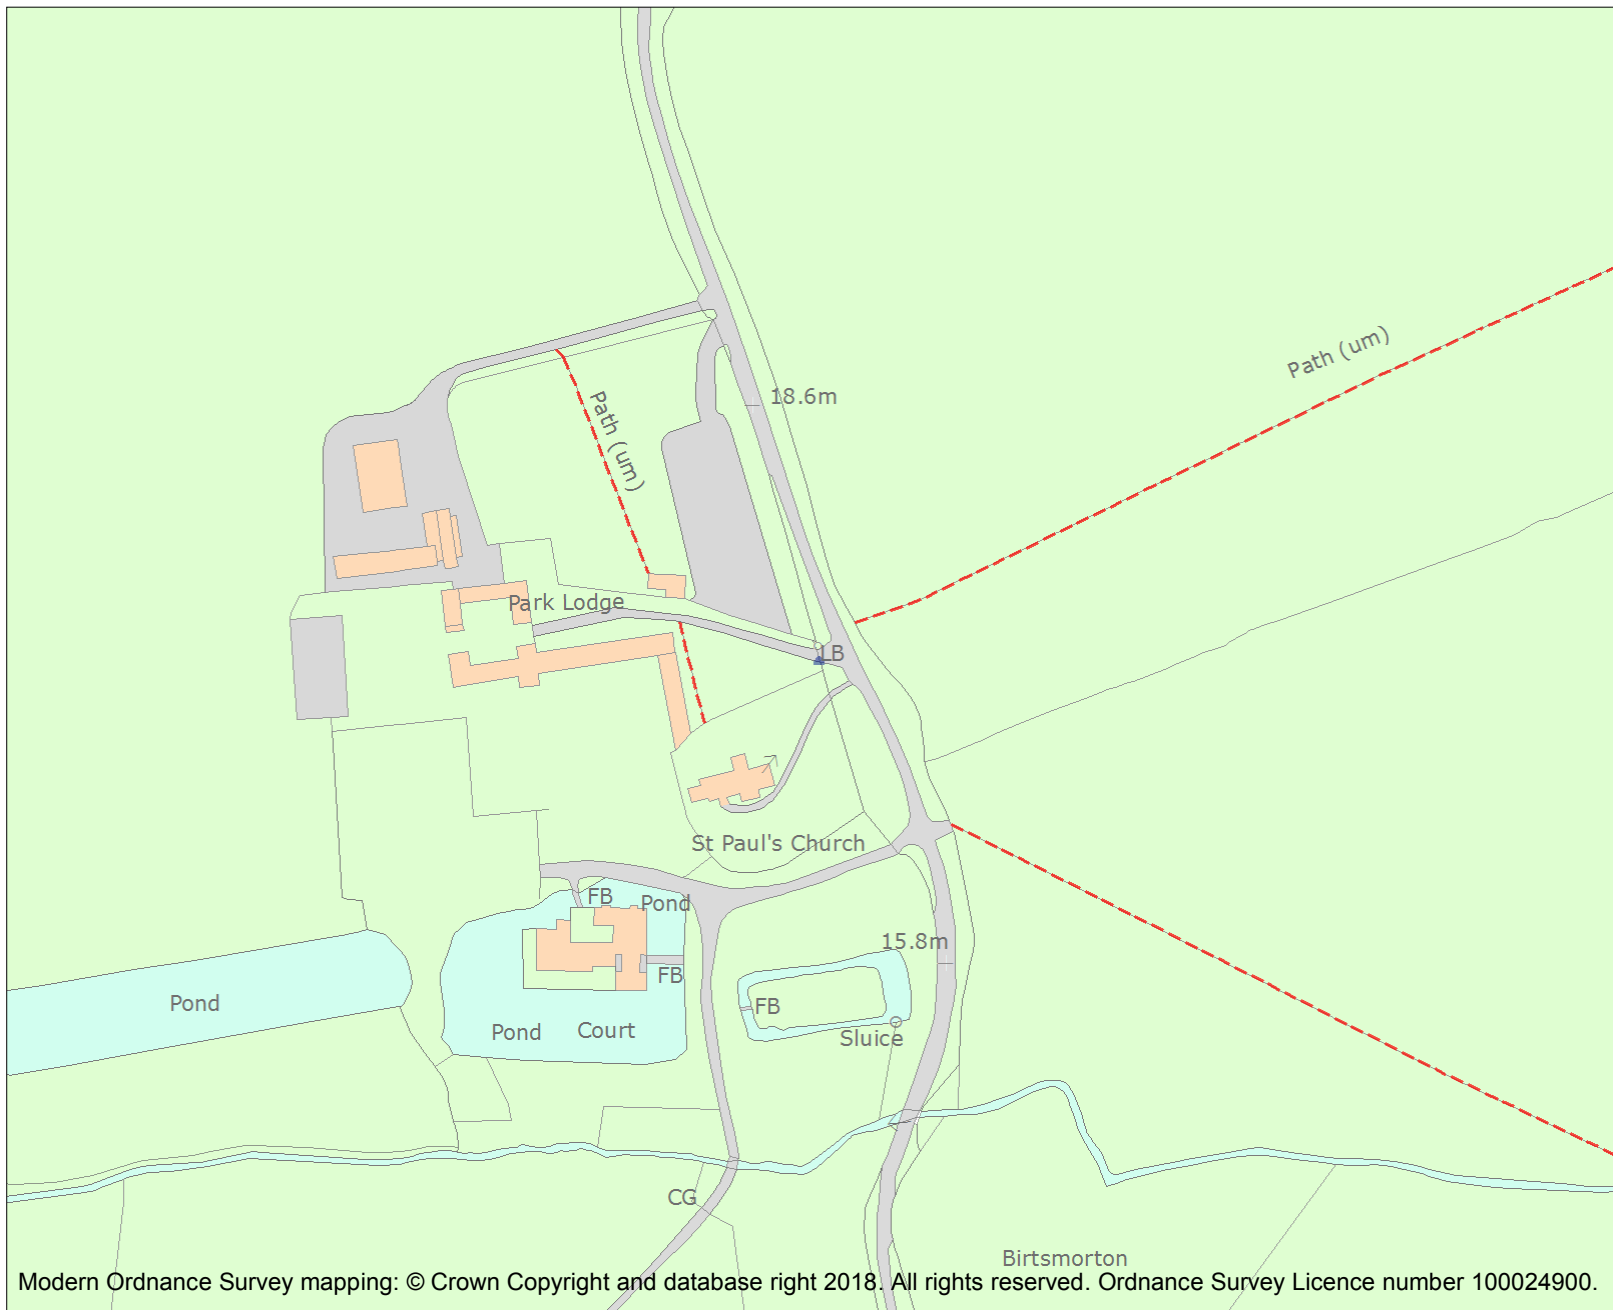 Path (um)
18.6m
Path (um)
Park Lodge
LB
St Paul's Church
FB
Pond
15.8m
FB
Pond
FB
Pond
Court
Sluice
CG
Birtsmorton
Modern Ordnance Survey mapping: © Crown Copyright and database right 2018. All rights reserved. Ordnance Survey Licence number 100024900.